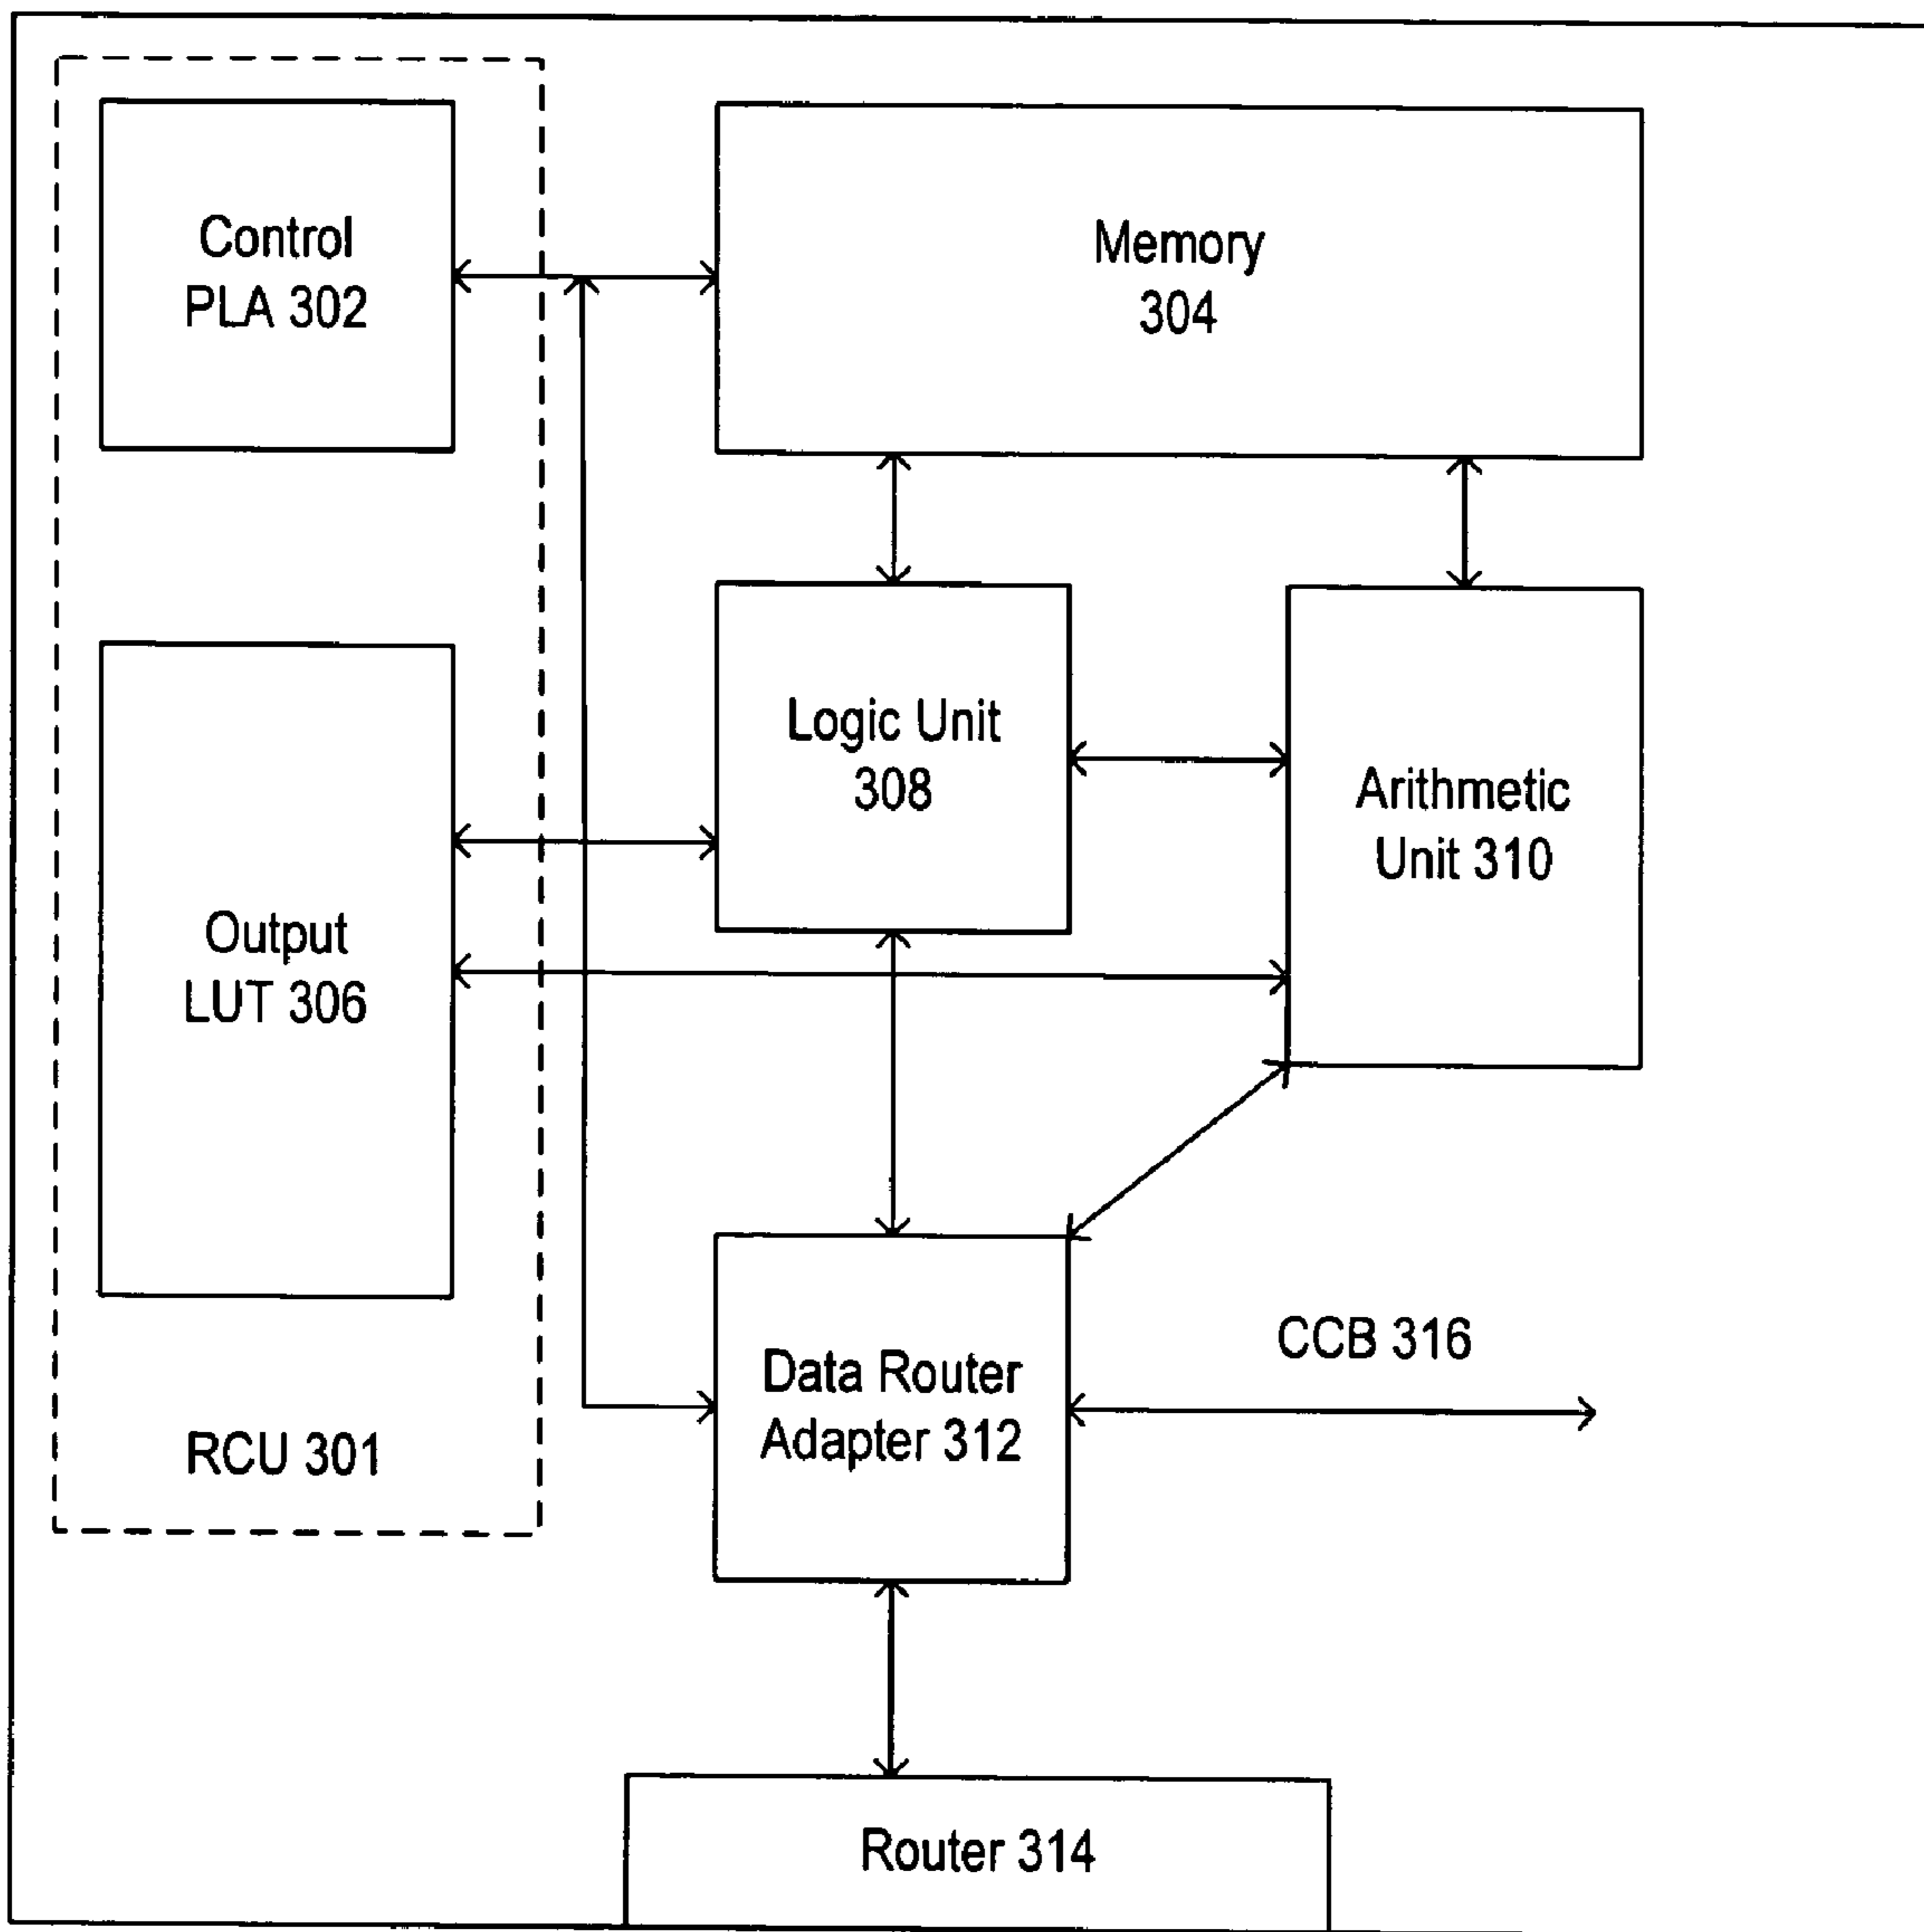 Control
PLA 302
Memory
304
Logic Unit
308
Arithmetic
Unit 310
Output
LUT 306
CCB 316
Data Router
Adapter 312
RCU 301
Router 314